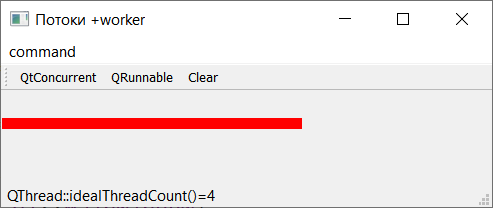 Потоки +worker
command
QtConcurrent QRunnable Clear
QThread::idealThreadCount()=4